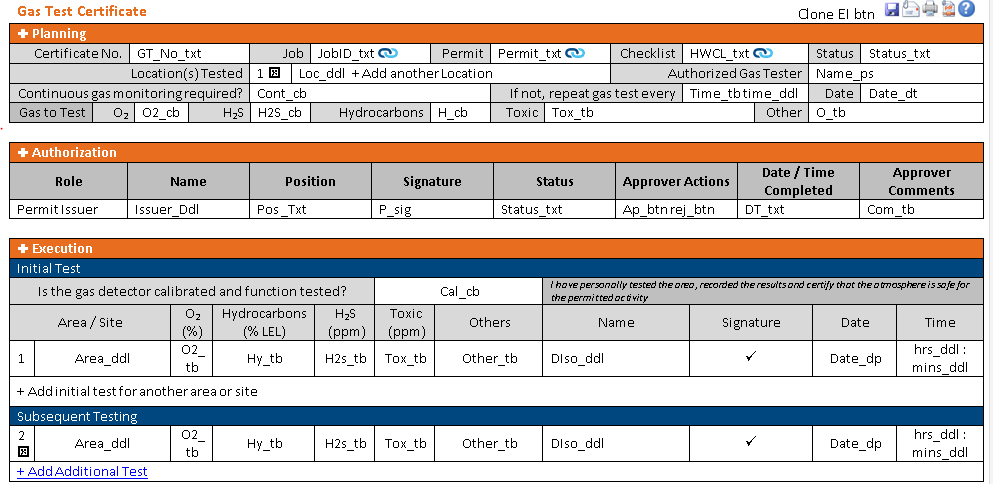 Gas Test Certificate
Clone EI btn
Planning
Certificate No. GT_No_txt Job JobID_txt Permit Permit_txt Checklist HWCL_txt Status Status_txt
Location(s) Tested 1 Loc_ddl + Add another Location Authorized Gas Tester Name_ps
Continuous gas monitoring required? Cont_cb If not, repeat gas test every Time_tb time_ddl Date Date_dt
Gas to Test O₂ O2_cb H₂S H2S_cb Hydrocarbons H_cb Toxic Tox_tb Other O_tb
Authorization
Role Name Position Signature Status Approver Actions Date / Time Completed Approver Comments
Permit Issuer Issuer_Ddl Pos_Txt P_sig Status_txt Ap_btn rej_btn DT_txt Com_tb
Execution
Initial Test
Is the gas detector calibrated and function tested? Cal_cb I have personally tested the area, recorded the results and certify that the atmosphere is safe for the permitted activity
Area / Site O₂ (%) Hydrocarbons (% LEL) H₂S (ppm) Toxic (ppm) Others Name Signature Date Time
1 Area_ddl O2_tb Hy_tb H2s_tb Tox_tb Other_tb DIso_ddl ✓ Date_dp hrs_ddl : mins_ddl
+ Add initial test for another area or site
Subsequent Testing
2 Area_ddl O2_tb Hy_tb H2s_tb Tox_tb Other_tb DIso_ddl ✓ Date_dp hrs_ddl : mins_ddl
+ Add Additional Test